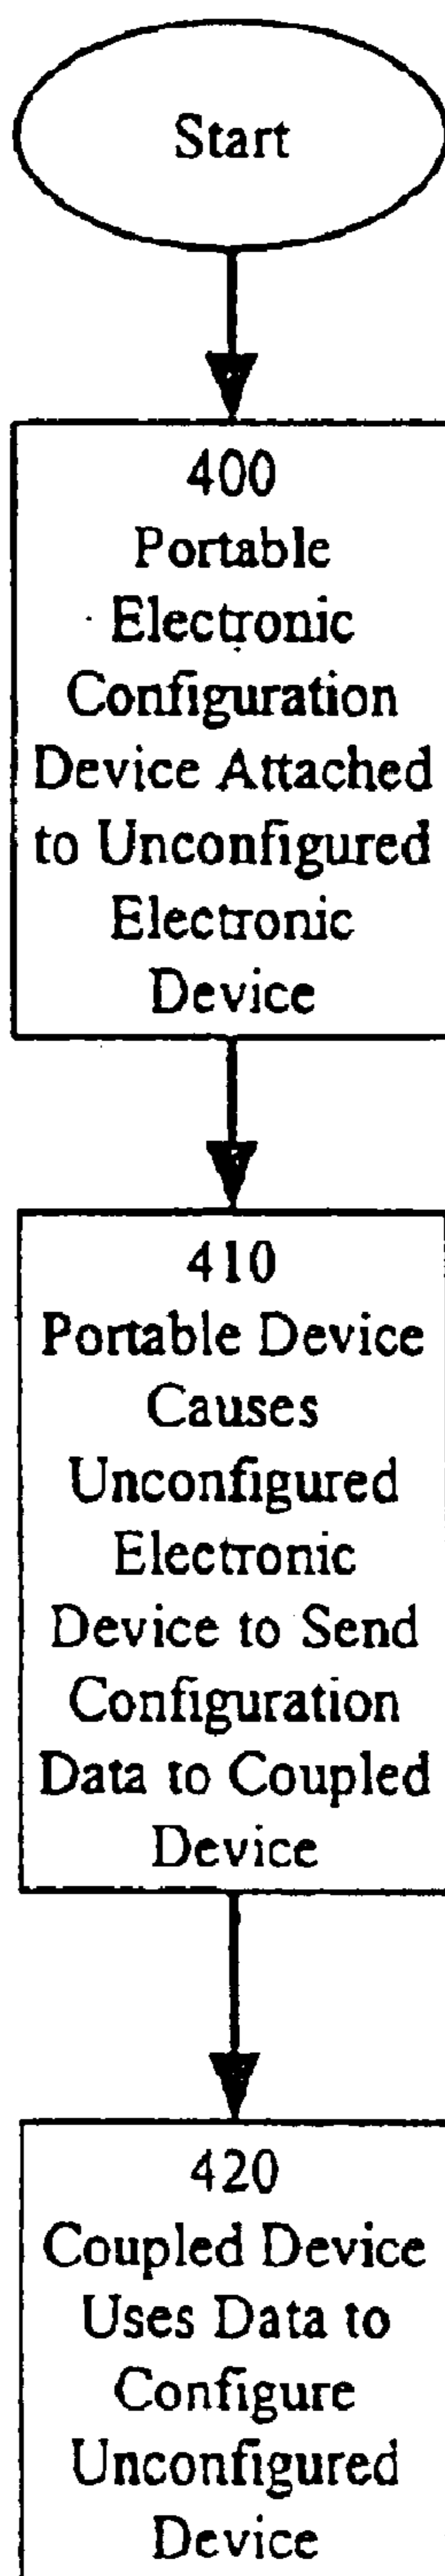 Start
400
Portable
Electronic
Configuration
Device Attached
to Unconfigured
Electronic
Device
410
Portable Device
Causes
Unconfigured
Electronic
Device to Send
Configuration
Data to Coupled
Device
420
Coupled Device
Uses Data to
Configure
Unconfigured
Device